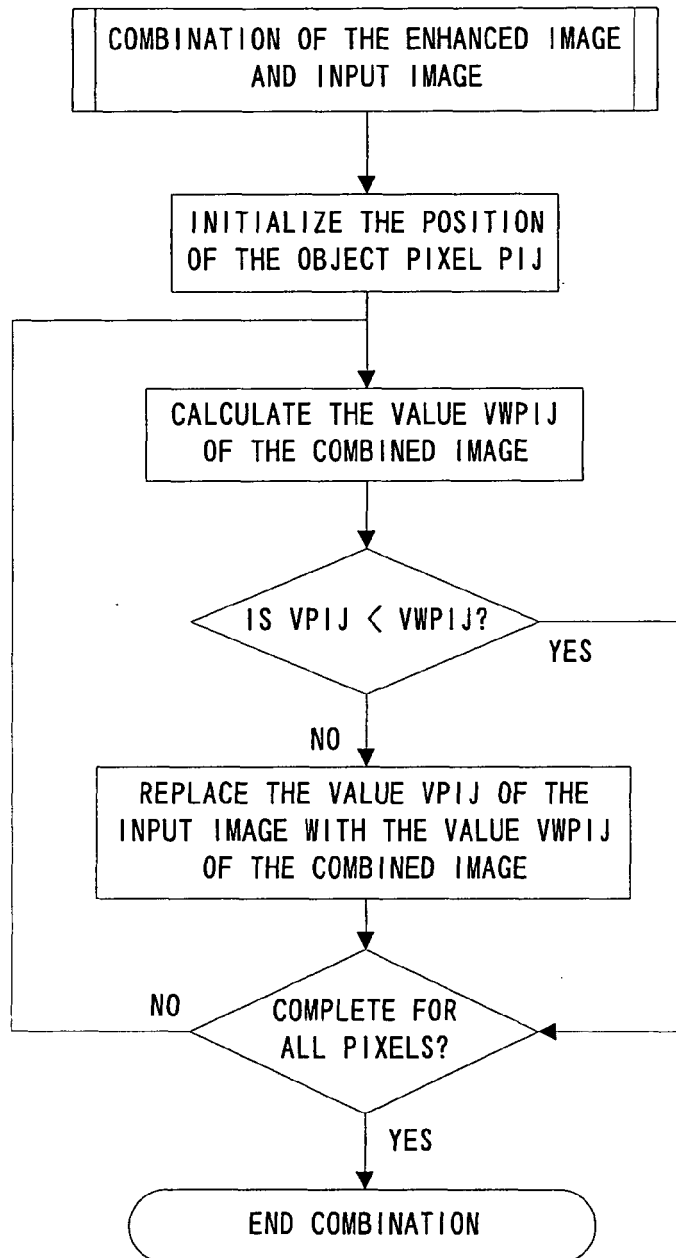 COMBINATION OF THE ENHANCED IMAGE
AND INPUT IMAGE
INITIALIZE THE POSITION
OF THE OBJECT PIXEL PIJ
CALCULATE THE VALUE VWPIJ
OF THE COMBINED IMAGE
IS VPIJ < VWPIJ?
YES
NO
REPLACE THE VALUE VPIJ OF THE
INPUT IMAGE WITH THE VALUE VWPIJ
OF THE COMBINED IMAGE
NO
COMPLETE FOR
ALL PIXELS?
YES
END COMBINATION